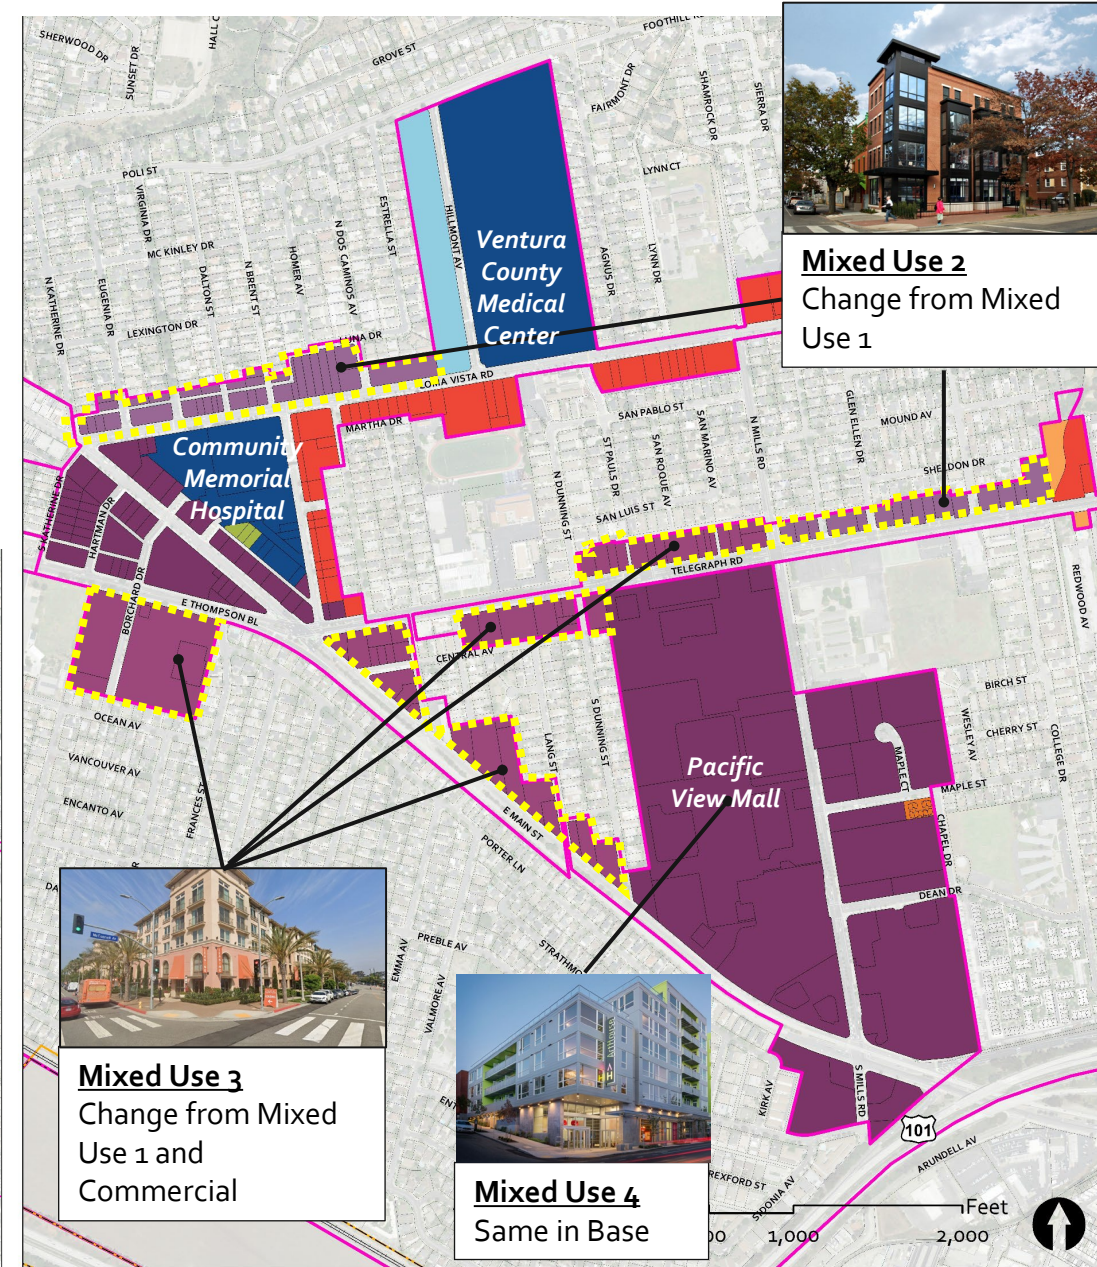 SHERWOOD DR
SUNSET DR
HALL C
GROVE ST
FOOTHILL
FAIRMONT DR
SHAMROCK DR
SIERRA DR
POLI ST
VIRGINIA DR
MC KINLEY DR
DALTON ST
N BRENT ST
HOMER AV
N DOS CAMINOS AV
ESTRELLA ST
HILLMONT AV
LYNN CT
AGNUS DR
LYNN DR
N KATHERINE DR
EUGENIA DR
LEXINGTON DR
Ventura
County
Medical
Center
Mixed Use 2
Change from Mixed
Use 1
LOMA VISTA RD
MARTHA DR
SAN PABLO ST
ST PAULS DR
SAN ROQUE AV
SAN MARINO AV
N MILLS RD
GLEN ELLEN DR
MOUND AV
SHELDON DR
Community
Memorial
Hospital
S KATHERINE DR
HARTMAN DR
BORCHARD DR
N DUNNING ST
SAN LUIS ST
TELEGRAPH RD
REDWOOD AV
E THOMPSON BL
CENTRAL AV
OCEAN AV
VANCOUVER AV
ENCANTO AV
FRANCES ST
LANG ST
S DUNNING ST
E MAIN ST
PORTER LN
Pacific
View Mall
BIRCH ST
WESLEY AV
CHERRY ST
COLLEGE DR
MAPLE CT
MAPLE ST
CHAPEL DR
DEAN DR
DA
R
PREBLE AV
EMMA AV
VALMORE AV
STRATHMO
ENT
Mixed Use 3
Change from Mixed
Use 1 and
Commercial
Mixed Use 4
Same in Base
KIRK AV
S MILLS RD
101
ARUNDELL AV
REXFORD ST
SIDONIA AV
Feet
00
1,000
2,000